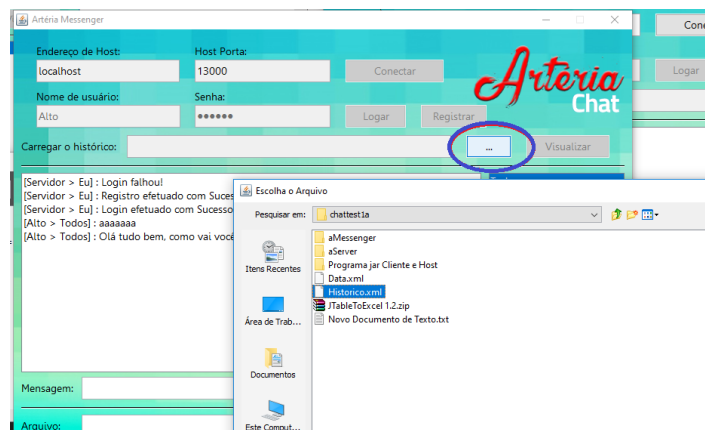 Artéria Messenger
Endereço de Host:
Host Porta:
localhost
13000
Conectar
Nome de usuário:
Senha:
Alto
••••••
Logar
Registrar
Artéria
Chat
Logar
Carregar o histórico:
...
Visualizar
[Servidor > Eu] : Login falhou!
[Servidor > Eu] : Registro efetuado com Suces
[Servidor > Eu] : Login efetuado com Sucesso
[Alto > Todos] : aaaaaaa
[Alto > Todos] : Olá tudo bem, como vai você
Mensagem:
Arquivo:
Escolha o Arquivo
Pesquisar em:
chattest1a
Itens Recentes
Área de Trab...
Documentos
Este Comput...
aMessenger
aServer
Programa jar Cliente e Host
Data.xml
Historico.xml
JTableToExcel 1.2.zip
Novo Documento de Texto.txt